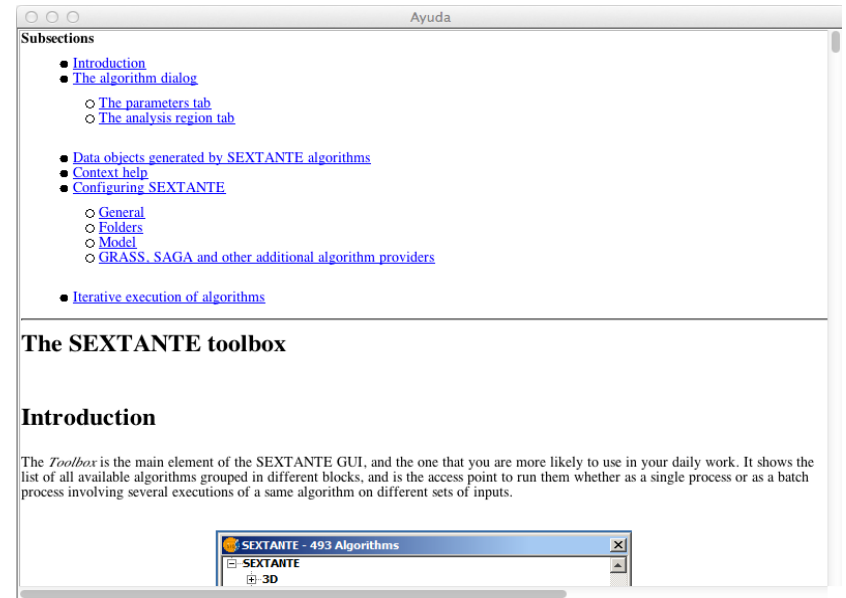 Ayuda
Subsections
Introduction
The algorithm dialog
The parameters tab
The analysis region tab
Data objects generated by SEXTANTE algorithms
Context help
Configuring SEXTANTE
General
Folders
Model
GRASS, SAGA and other additional algorithm providers
Iterative execution of algorithms
The SEXTANTE toolbox
Introduction
The Toolbox is the main element of the SEXTANTE GUI, and the one that you are more likely to use in your daily work. It shows the
list of all available algorithms grouped in different blocks, and is the access point to run them whether as a single process or as a batch
process involving several executions of a same algorithm on different sets of inputs.
SEXTANTE - 493 Algorithms
SEXTANTE
3D